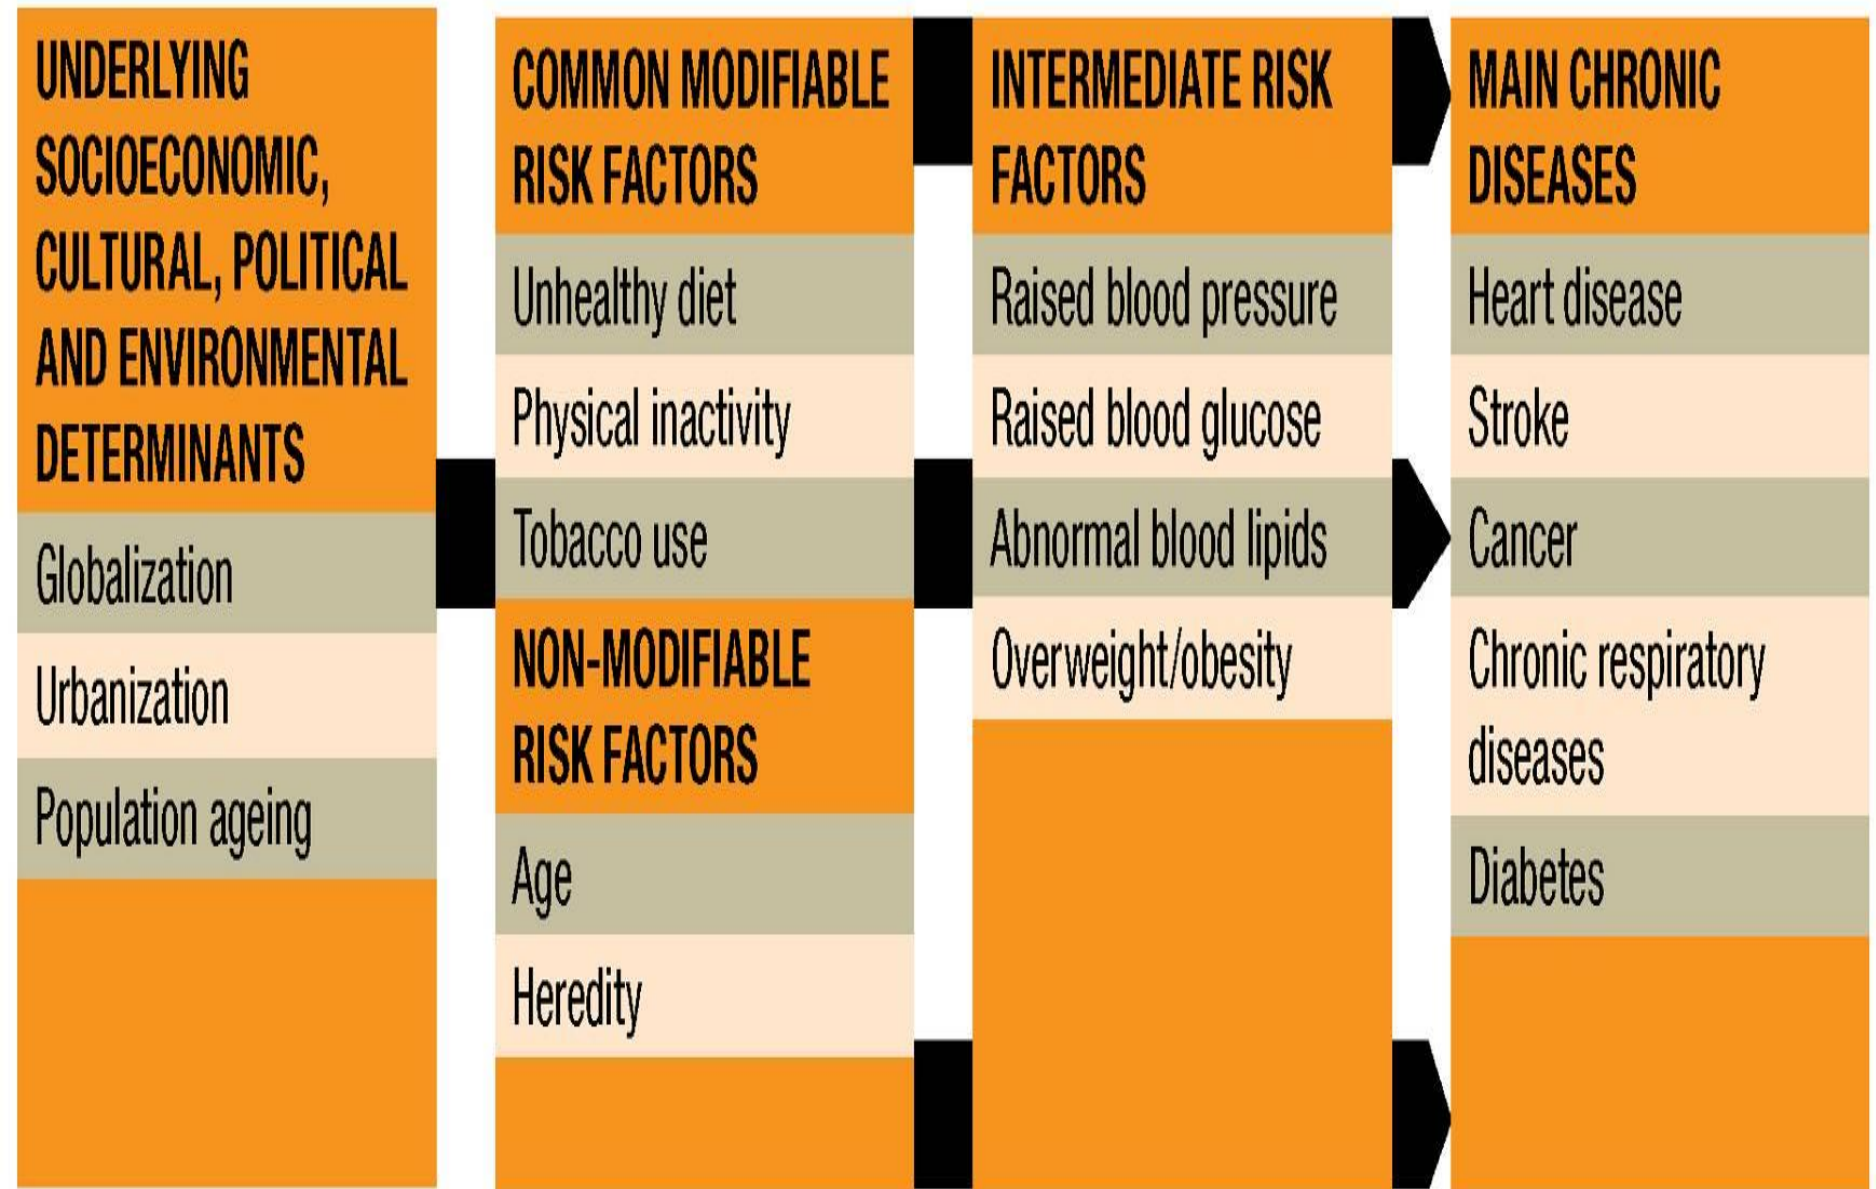 UNDERLYING
SOCIOECONOMIC,
CULTURAL, POLITICAL
AND ENVIRONMENTAL
DETERMINANTS
Globalization
Urbanization
Population ageing
COMMON MODIFIABLE
RISK FACTORS
Unhealthy diet
Physical inactivity
Tobacco use
NON-MODIFIABLE
RISK FACTORS
Age
Heredity
INTERMEDIATE RISK
FACTORS
Raised blood pressure
Raised blood glucose
Abnormal blood lipids
Overweight/obesity
MAIN CHRONIC
DISEASES
Heart disease
Stroke
Cancer
Chronic respiratory
diseases
Diabetes